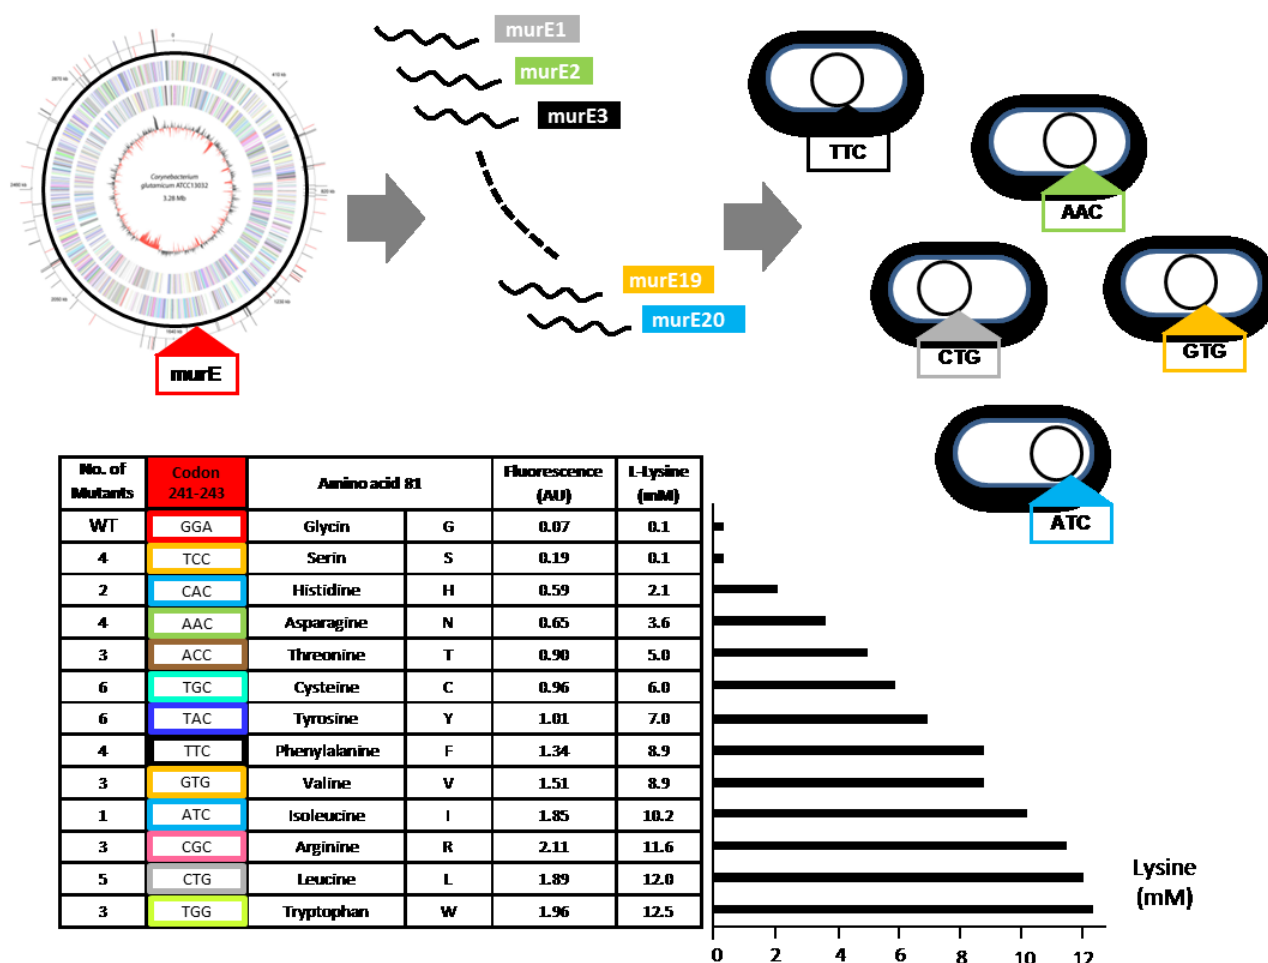 murE1
murE2
murE3
murE19
murE20
Corynebacterium
glutamicum ATCC13032
3.28 Mb
murE
TTC
AAC
CTG
GTG
ATC
No. of Mutants Codon 241-243 Amino acid 81 Fluorescence (AU) L-Lysine (mM)
WT GGA Glycin G 0.07 0.1
4 TCC Serin S 0.19 0.1
2 CAC Histidine H 0.59 2.1
4 AAC Asparagine N 0.65 3.6
3 ACC Threonine T 0.90 5.0
6 TGC Cysteine C 0.96 6.0
6 TAC Tyrosine Y 1.01 7.0
4 TTC Phenylalanine F 1.34 8.9
3 GTG Valine V 1.51 8.9
1 ATC Isoleucine I 1.85 10.2
3 CGC Arginine R 2.11 11.6
5 CTG Leucine L 1.89 12.0
3 TGG Tryptophan W 1.96 12.5
Lysine
(mM)
0 2 4 6 8 10 12